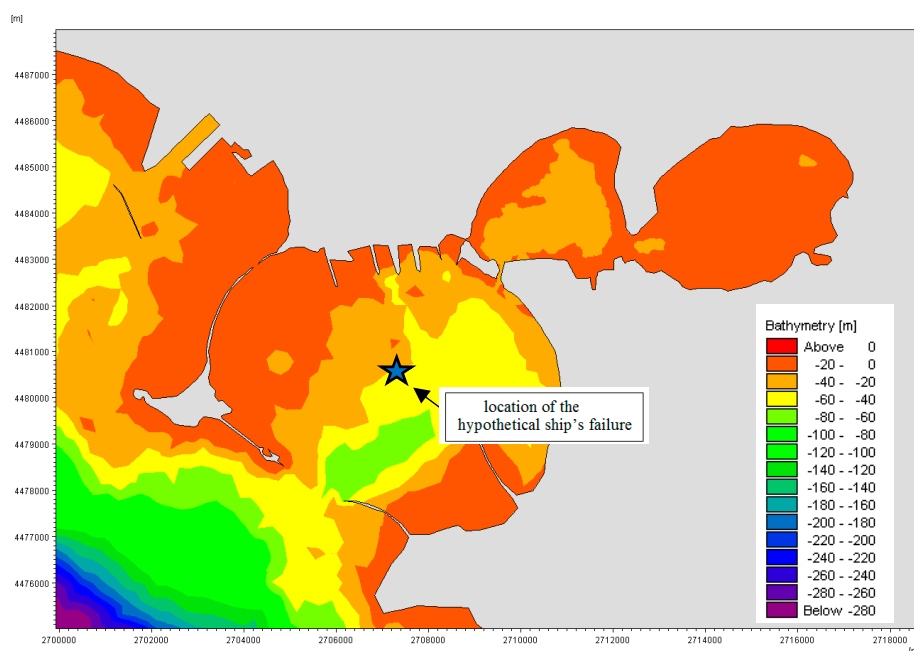 [m]
4487000
4486000
4485000
4484000
4483000
4482000
4481000
4480000
4479000
4478000
4477000
4476000
location of the
hypothetical ship's failure
Bathymetry [m]
Above 0
-20 - 0
-40 - -20
-60 - -40
-80 - -60
-100 - -80
-120 - -100
-140 - -120
-160 - -140
-180 - -160
-200 - -180
-220 - -200
-240 - -220
-260 - -240
-280 - -260
Below -280
2700000 2702000 2704000 2706000 2708000 2710000 2712000 2714000 2716000 2718000